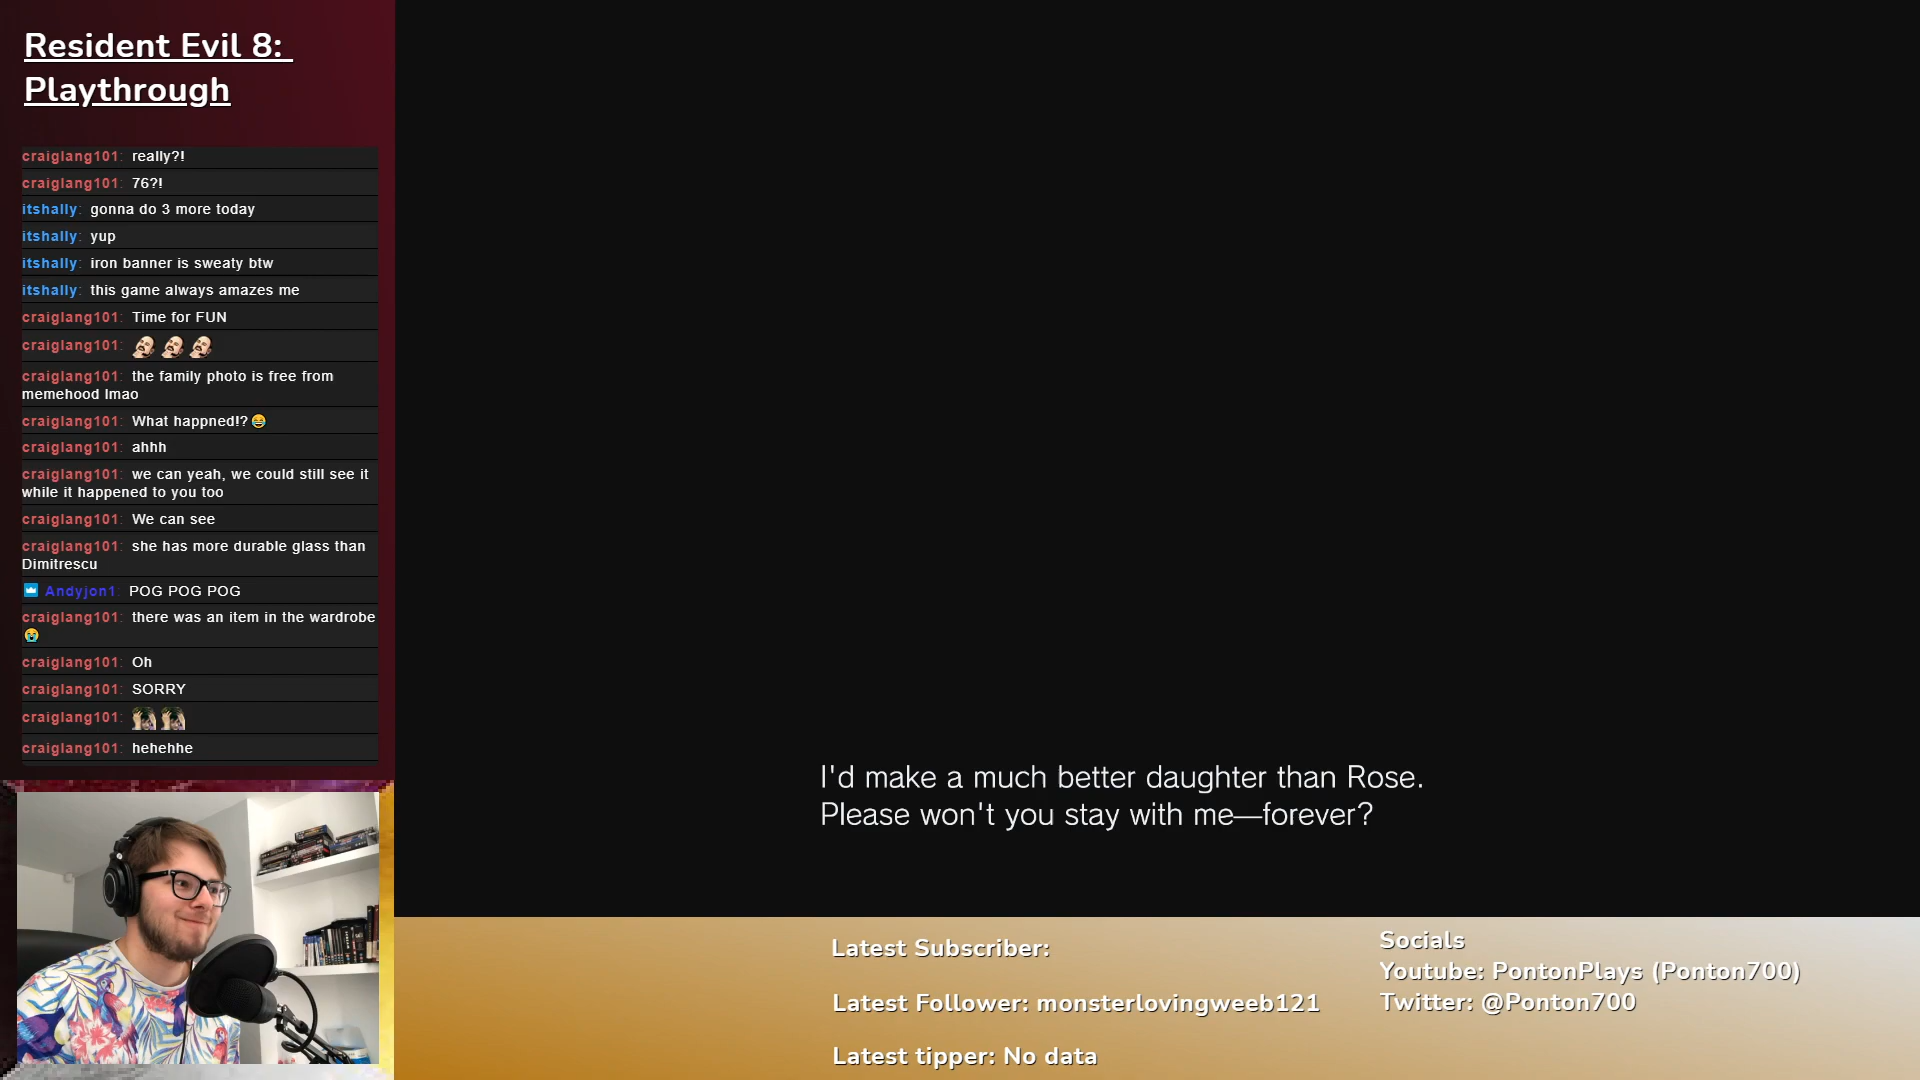 Resident Evil 8:
Playthrough
craiglang101: really?!
craiglang101: 76?!
itshally: gonna do 3 more today
itshally: yup
itshally: iron banner is sweaty btw
itshally: this game always amazes me
craiglang101: Time for FUN
craiglang101:
craiglang101: the family photo is free from
memehood lmao
craiglang101: What happned!? 😂
craiglang101: ahhh
craiglang101: we can yeah, we could still see it
while it happened to you too
craiglang101: We can see
craiglang101: she has more durable glass than
Dimitrescu
Andyjon1: POG POG POG
craiglang101: there was an item in the wardrobe
😭
craiglang101: Oh
craiglang101: SORRY
craiglang101:
craiglang101: hehehhe
I'd make a much better daughter than Rose.
Please won't you stay with me—forever?
Latest Subscriber:
Latest Follower: monsterlovingweeb121
Latest tipper: No data
Socials
Youtube: PontonPlays (Ponton700)
Twitter: @Ponton700